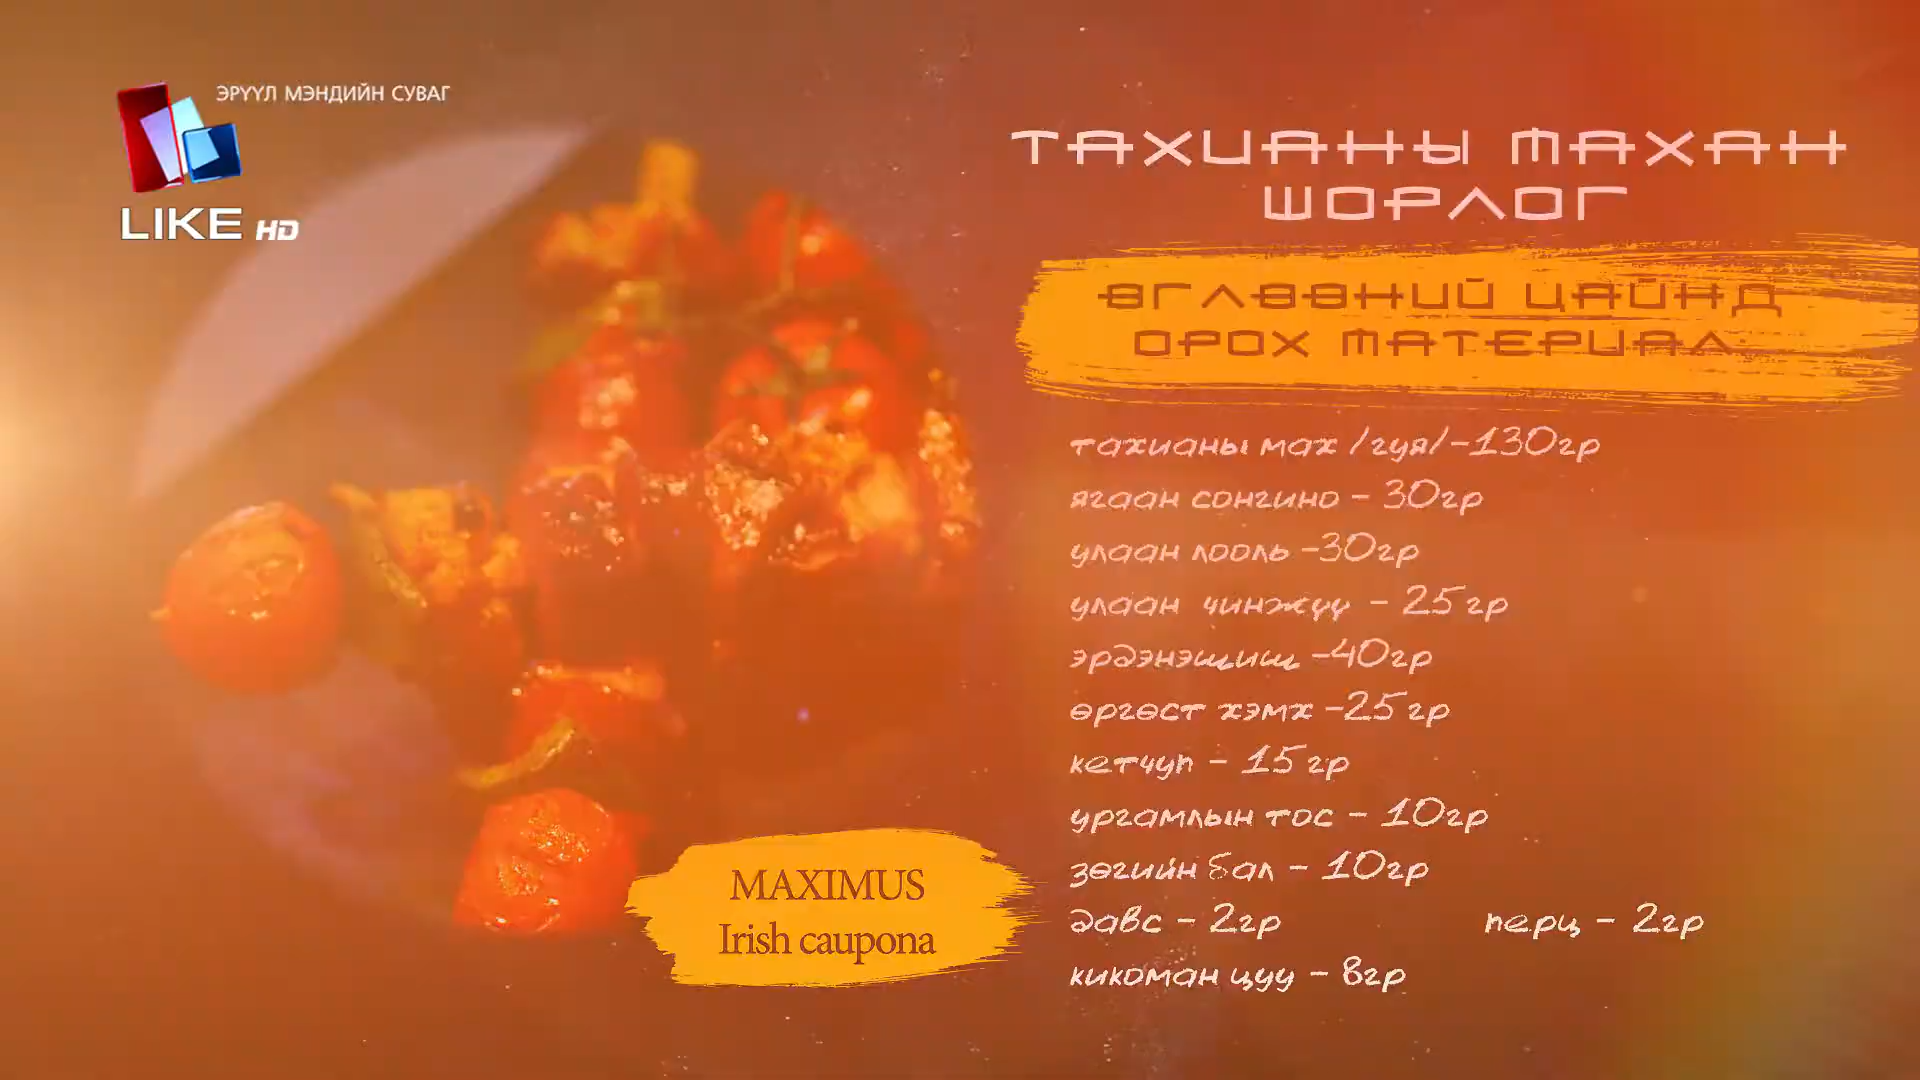 ЭРҮҮЛ МЭНДИЙН СУВАГ
LIKE HD
ТАХИАНЫ МАХАН
ШОРЛОГ
ӨГЛӨӨНИЙ ЦАЙНД
ОРОХ МАТЕРИАЛ
тахианы мах /гуя/-130гр
ягаан сонгино - 30гр
улаан лооль -30гр
улаан чинжүү - 25гр
эрдэнэшиш -40гр
өргөст хэмх -25гр
кетчуп - 15гр
ургамлын тос - 10гр
зөгийн бал - 10гр
давс - 2гр перц - 2гр
кикоман цуу - 8гр
MAXIMUS
Irish caupona